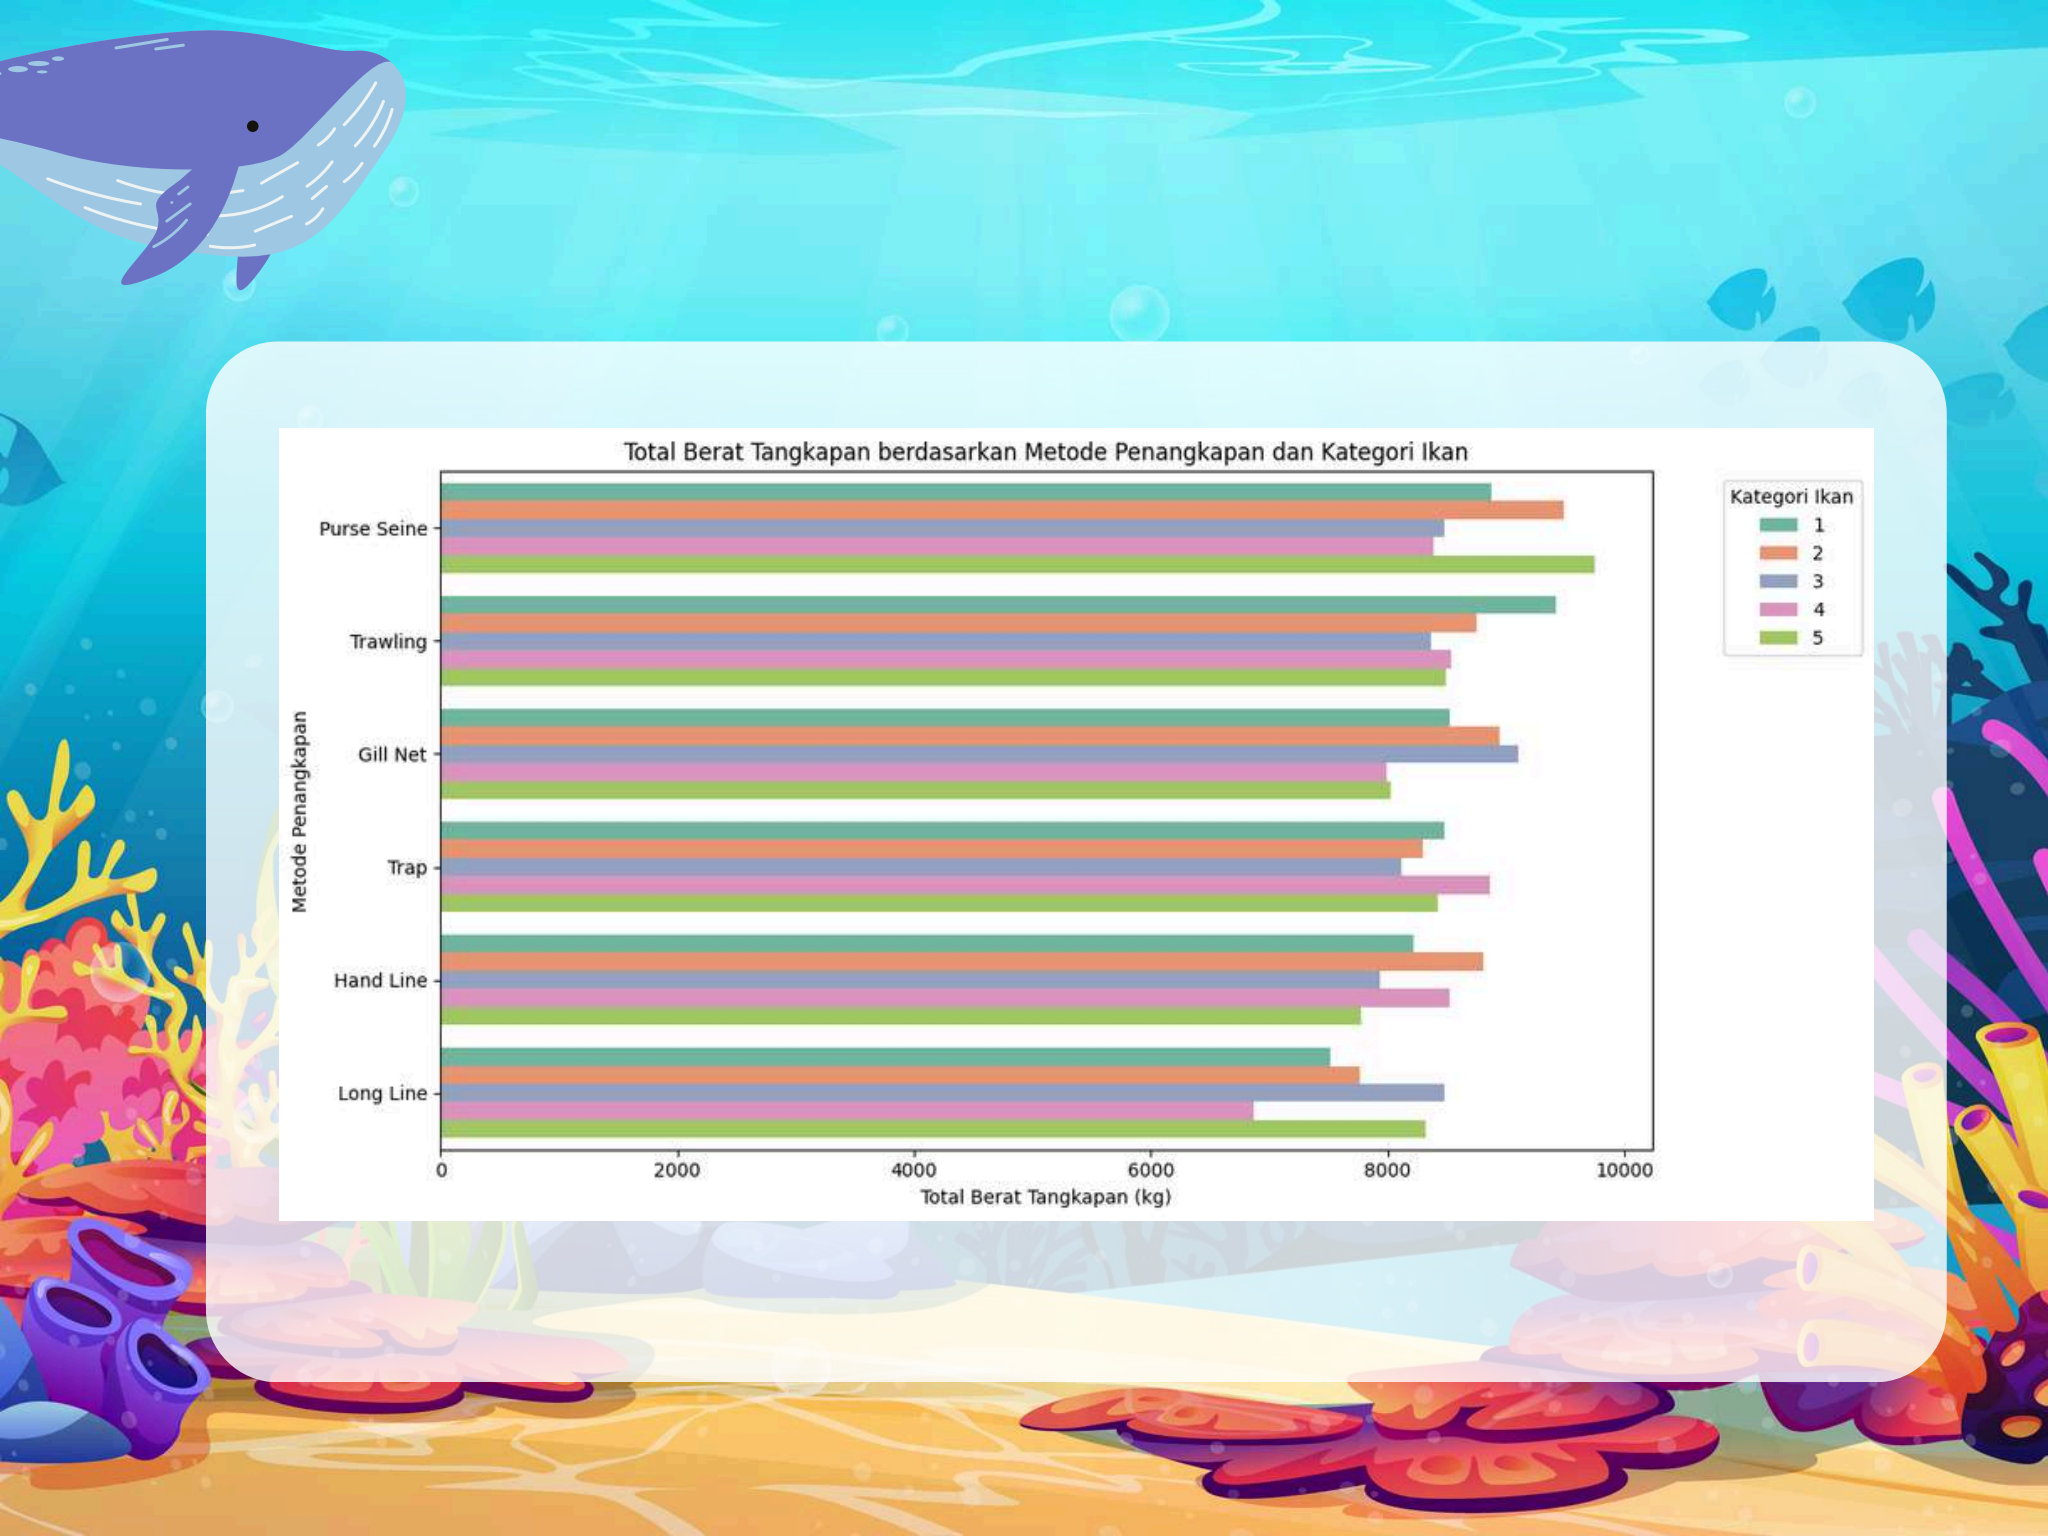 Total Berat Tangkapan berdasarkan Metode Penangkapan dan Kategori Ikan
Metode Penangkapan
Purse Seine
Trawling
Gill Net
Trap
Hand Line
Long Line
0 2000 4000 6000 8000 10000
Total Berat Tangkapan (kg)
Kategori Ikan
1
2
3
4
5